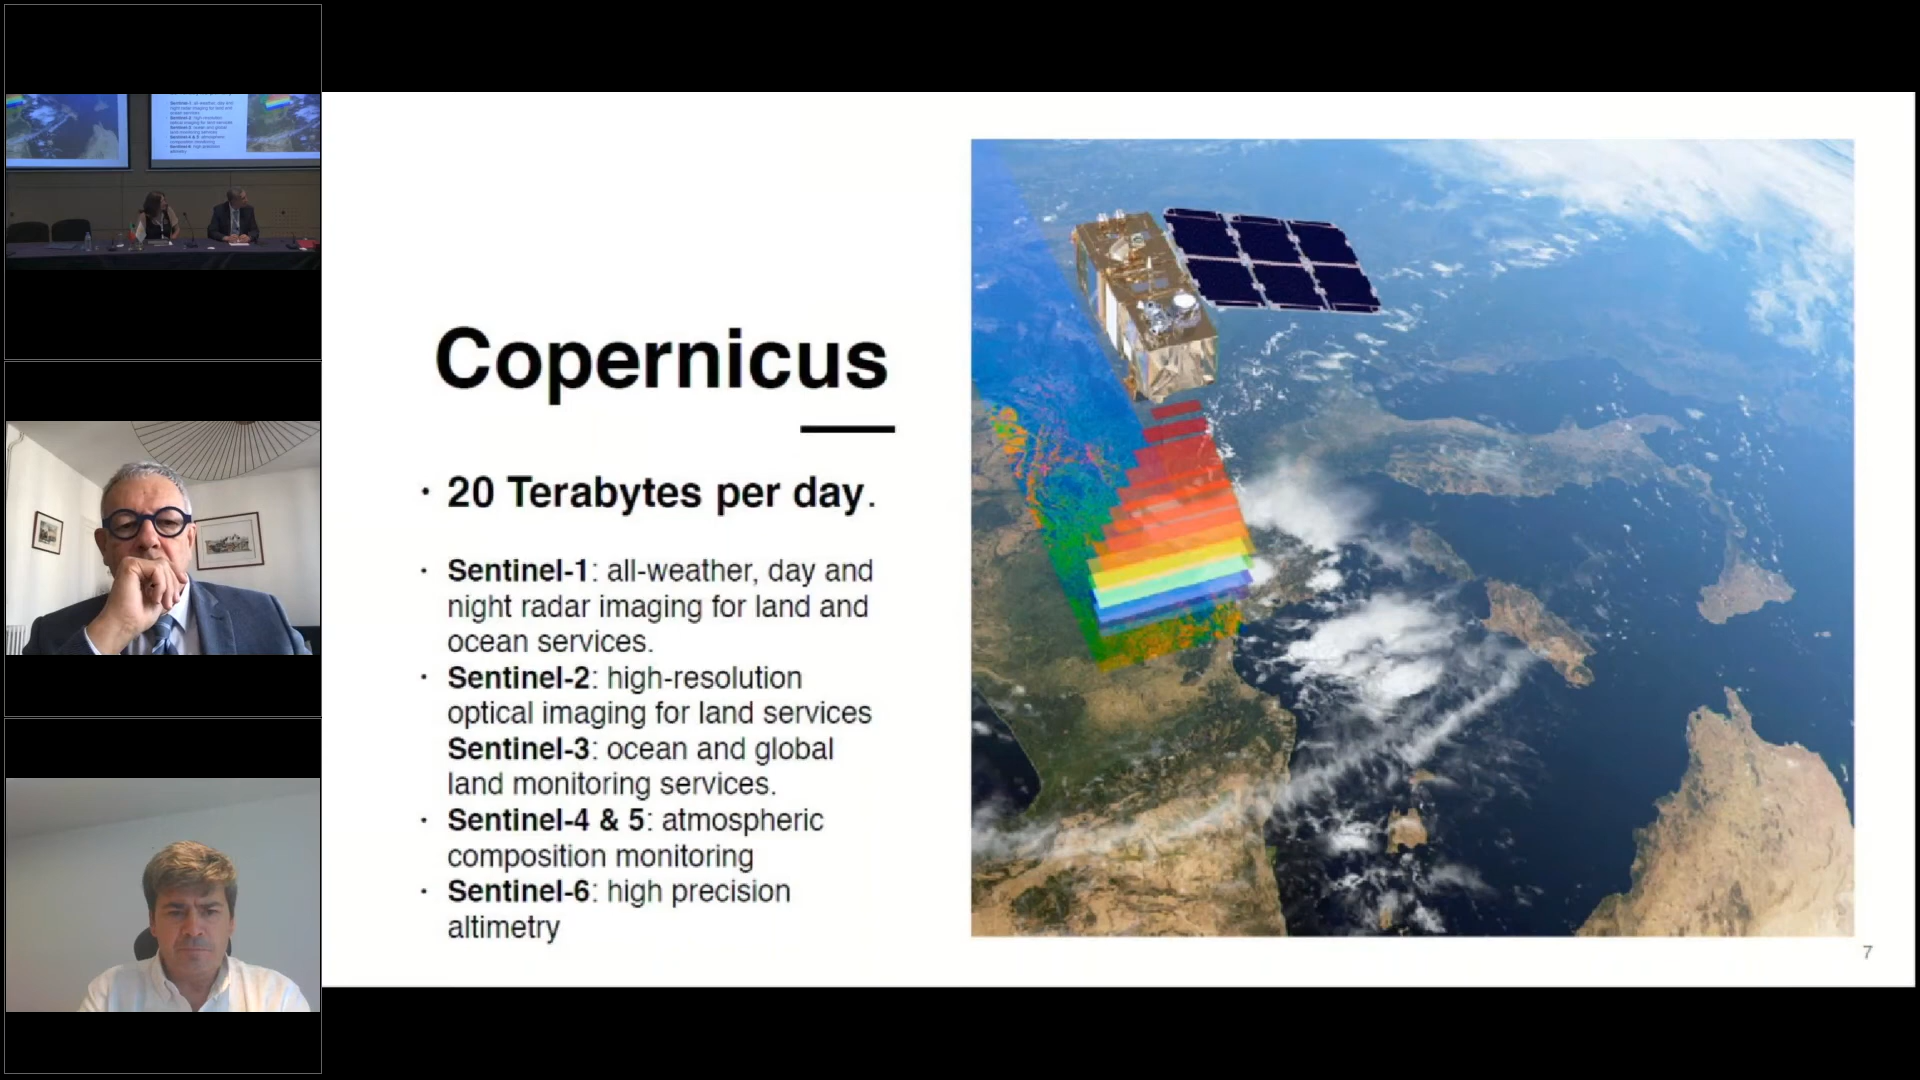 Copernicus
· 20 Terabytes per day.
· Sentinel-1: all-weather, day and
night radar imaging for land and
ocean services.
· Sentinel-2: high-resolution
optical imaging for land services
Sentinel-3: ocean and global
land monitoring services.
· Sentinel-4 & 5: atmospheric
composition monitoring
· Sentinel-6: high precision
altimetry
7